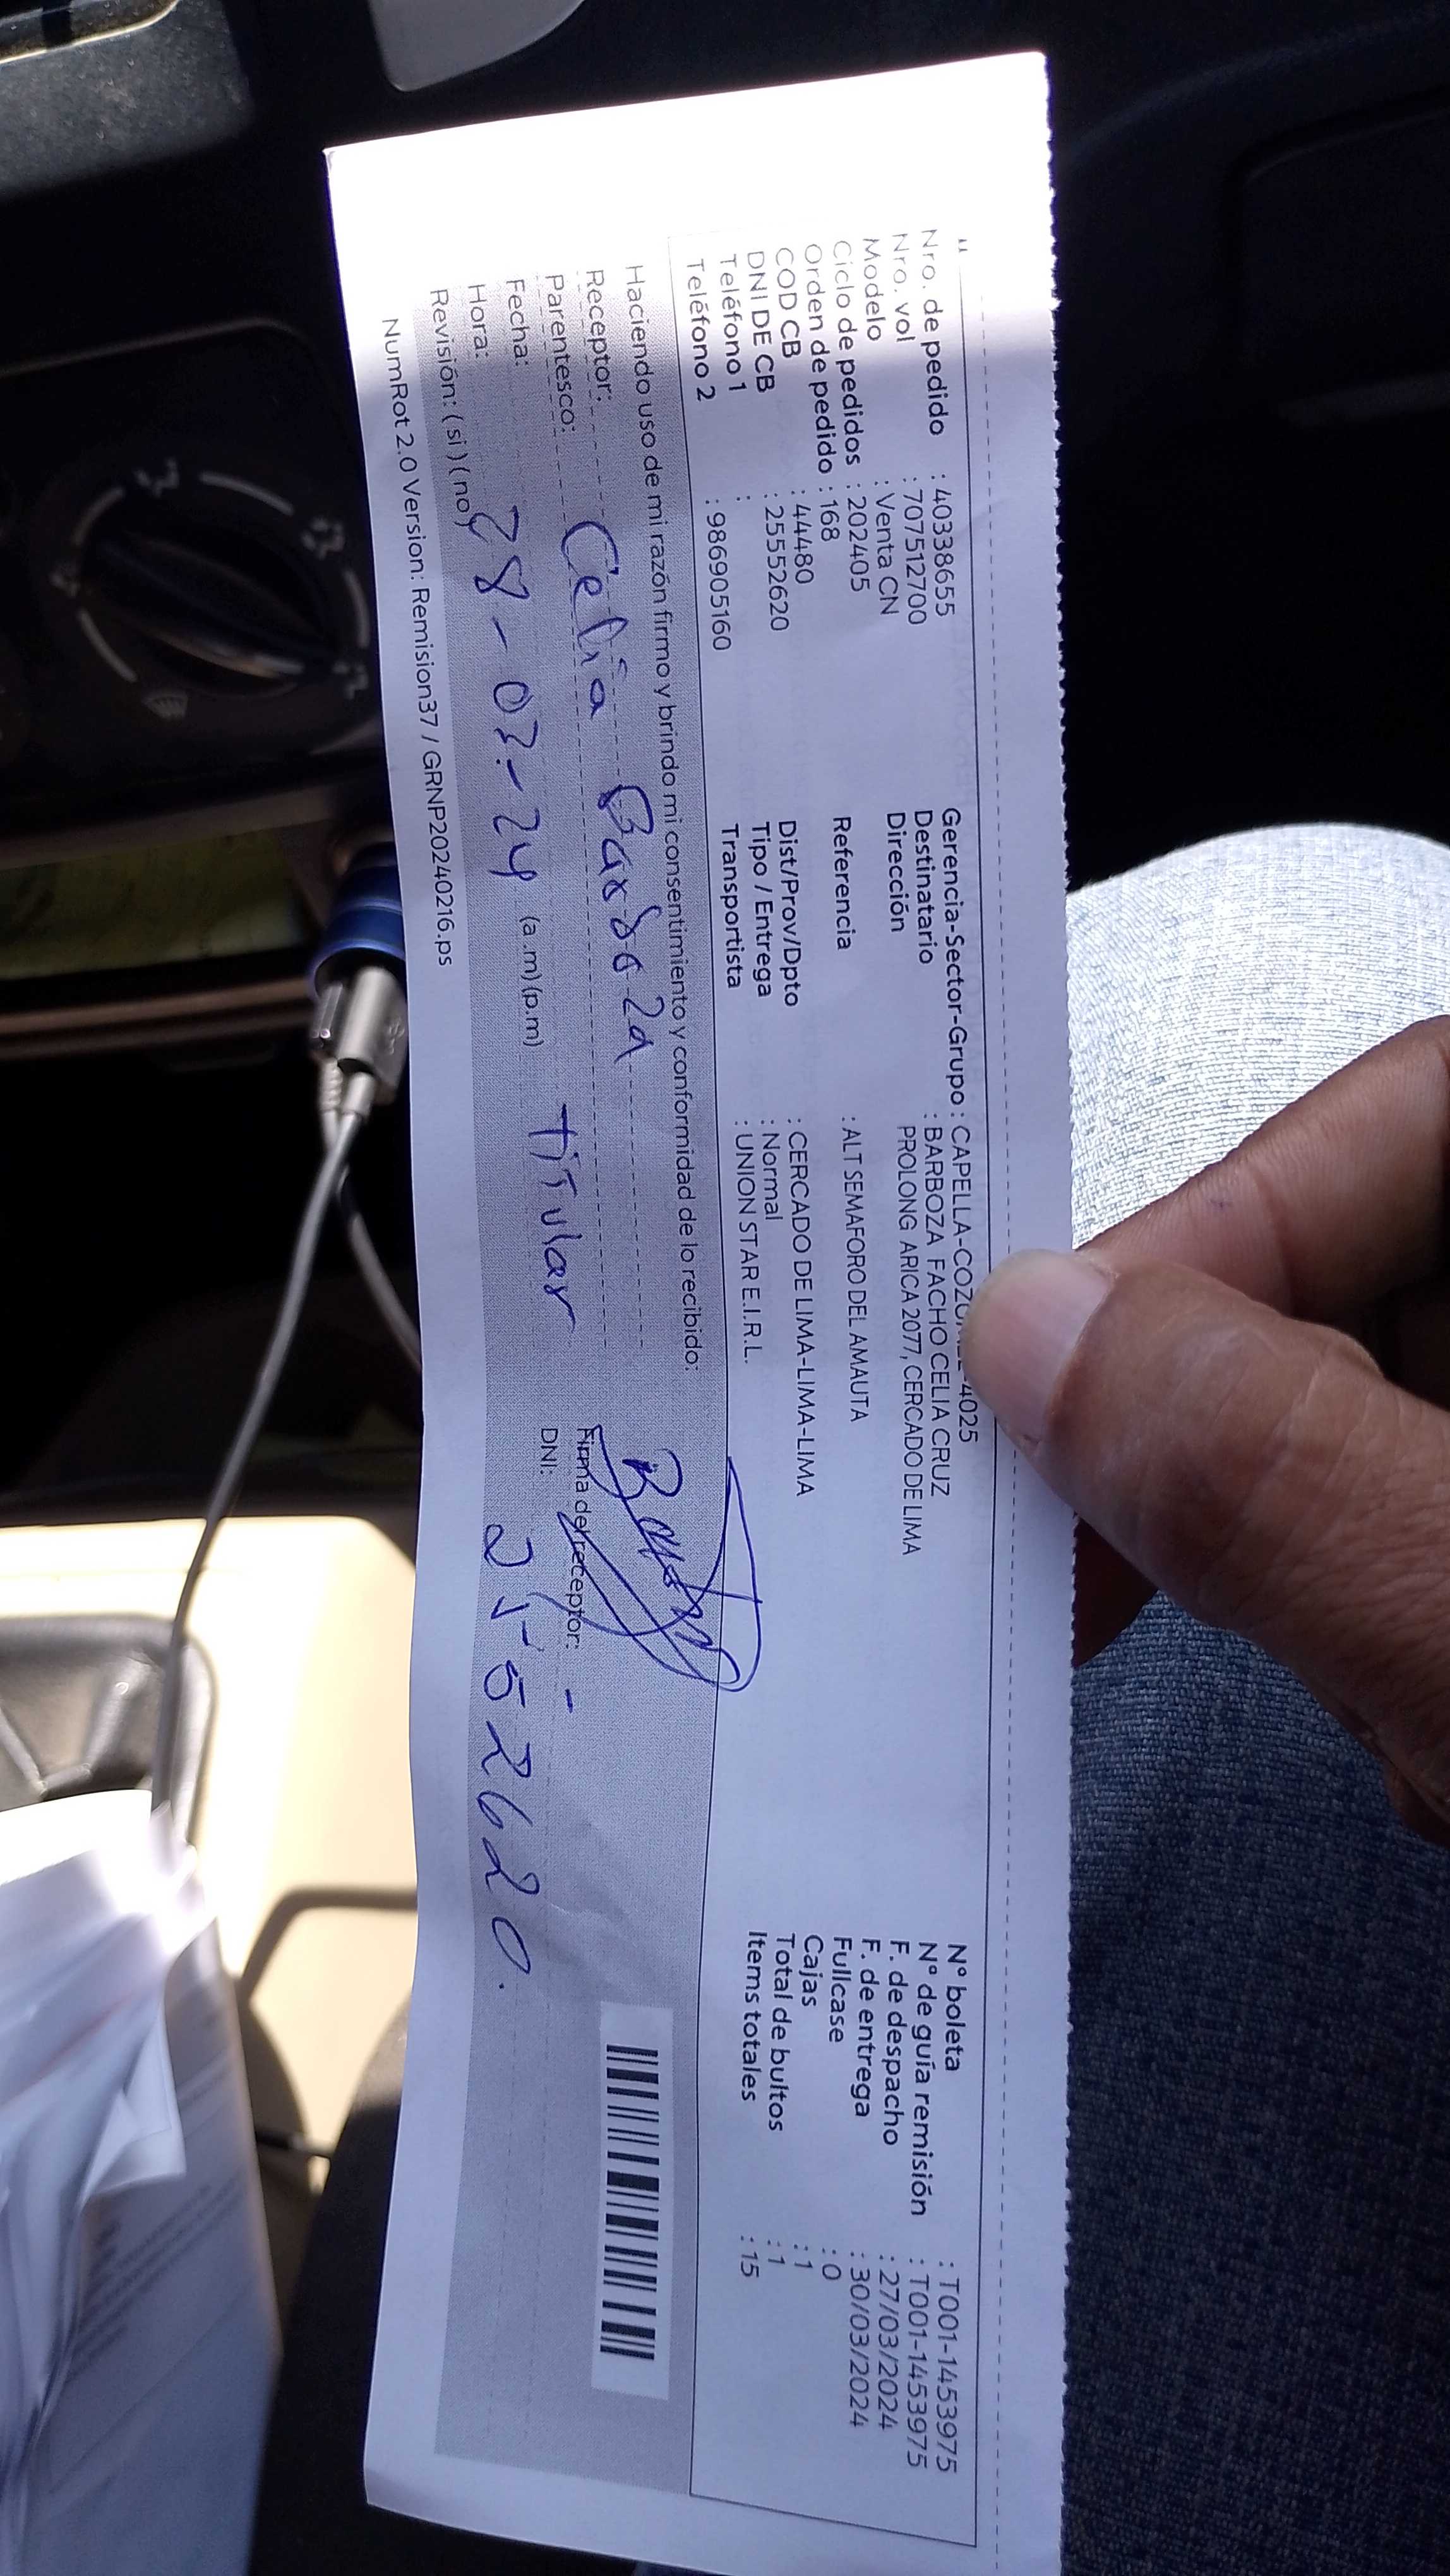 Nro. de pedido : 40338655
Nro. vol : 707512700
Modelo : Venta CN
Ciclo de pedidos : 202405
Orden de pedido : 168
COD CB : 44480
DNI DE CB : 25552620
Teléfono 1 :
Teléfono 2 : 986905160
Gerencia-Sector-Grupo : CAPELLA- 4025
Destinatario : BARBOZA FACHO CELIA CRUZ
Dirección PROLONG ARICA 2077, CERCADO DE LIMA
Referencia : ALT SEMAFORO DEL AMAUTA
Dist/Prov/Dpto : CERCADO DE LIMA-LIMA-LIMA
Tipo / Entrega : Normal
Transportista : UNION STAR E.I.R.L.
N° boleta : T001-1453975
N° de guía remisión : T001-1453975
F. de despacho : 27/03/2024
F. de entrega : 30/03/2024
Fullcase : 0
Cajas : 1
Total de bultos : 1
Items totales : 15
Haciendo uso de mi razón firmo y brindo mi consentimiento y conformidad de lo recibido:
Receptor: Celia Barboza
Parentesco: Titular
Fecha: 28-03-24
Hora: (a.m)(p.m)
Revisión: (si)(no)
Firma de receptor:
DNI: 25552620.
NumRot 2.0 Version: Remision37 / GRNP20240216.ps